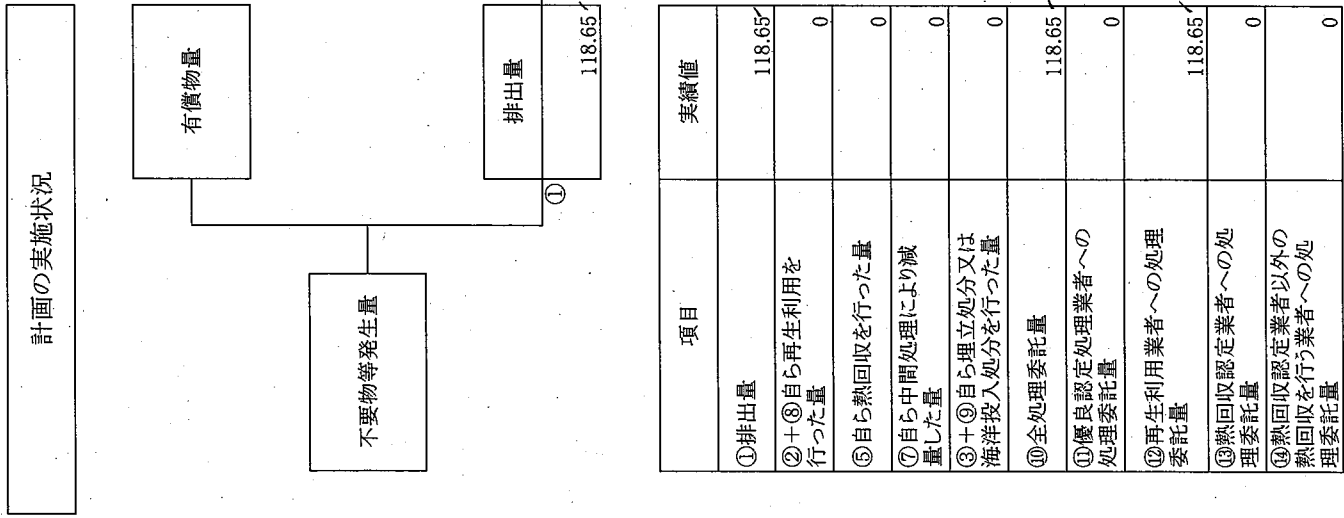 計画の実施状況
不要物等発生量
有償物量
排出量
①
118.65
項目
実績値
①排出量
118.65
②+⑧自ら再生利用を
行った量
0
⑤自ら熱回収を行った量
0
⑦自ら中間処理により減
量した量
0
③+⑨自ら埋立処分又は
海洋投入処分を行った量
0
⑩全処理委託量
118.65
⑪優良認定処理業者への
処理委託量
0
⑫再生利用業者への処理
委託量
118.65
⑬熱回収認定業者への処
理委託量
0
⑭熱回収認定業者以外の
熱回収を行う業者への処
理委託量
0